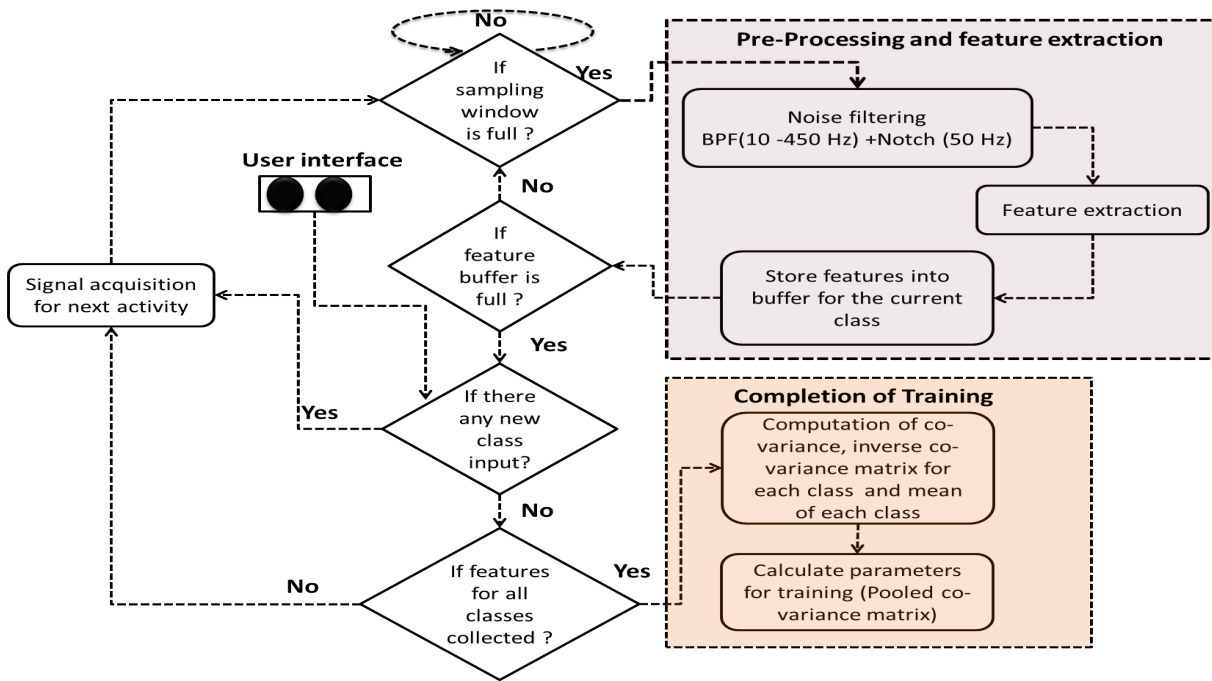 No
If
sampling
window
is full ?
Yes
Pre-Processing and feature extraction
Noise filtering
BPF(10 -450 Hz) +Notch (50 Hz)
Feature extraction
Store features into
buffer for the current
class
User interface
No
If
feature
buffer is
full ?
Yes
Signal acquisition
for next activity
If there
any new
class
input?
Yes
No
If features
for all
classes
collected ?
No
Yes
Completion of Training
Computation of co-
variance, inverse co-
variance matrix for
each class and mean
of each class
Calculate parameters
for training (Pooled co-
variance matrix)